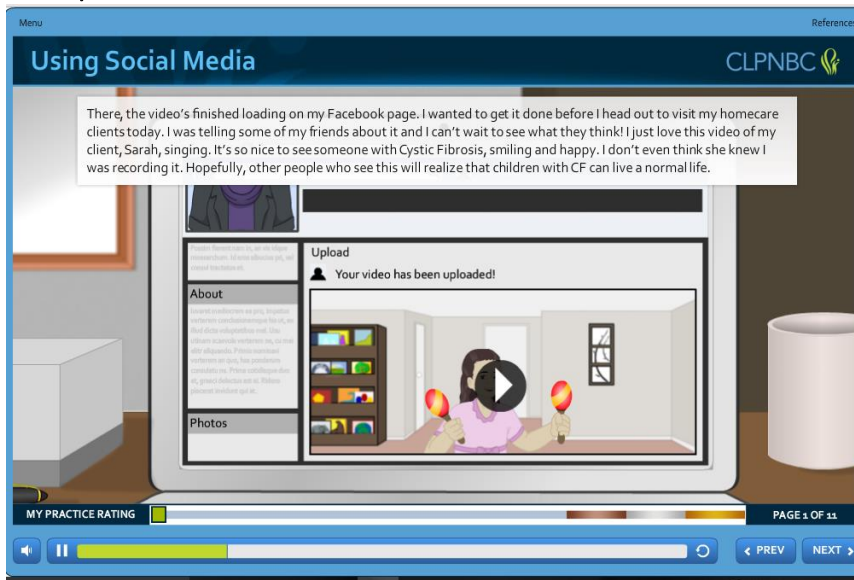 Menu
References
Using Social Media
CLPNBC
There, the video's finished loading on my Facebook page. I wanted to get it done before I head out to visit my homecare
clients today. I was telling some of my friends about it and I can't wait to see what they think! I just love this video of my
client, Sarah, singing. It's so nice to see someone with Cystic Fibrosis, smiling and happy. I don't even think she knew I
was recording it. Hopefully, other people who see this will realize that children with CF can live a normal life.
Upload
Your video has been uploaded!
About
Photos
MY PRACTICE RATING
PAGE 1 OF 11
PREV
NEXT